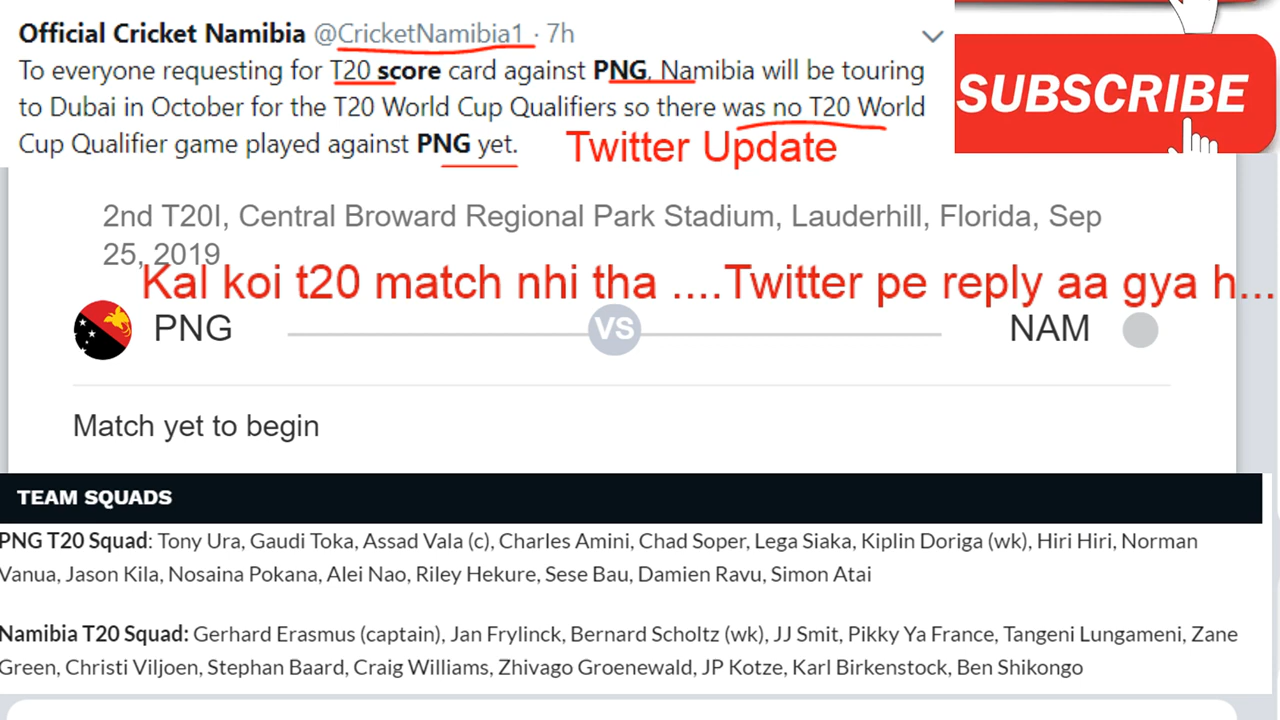 Official Cricket Namibia @CricketNamibia1 · 7h
To everyone requesting for T20 score card against PNG, Namibia will be touring
to Dubai in October for the T20 World Cup Qualifiers so there was no T20 World
Cup Qualifier game played against PNG yet.
SUBSCRIBE
Twitter Update
2nd T20I, Central Broward Regional Park Stadium, Lauderhill, Florida, Sep
25, 2019
Kal koi t20 match nhi tha ....Twitter pe reply aa gya h...
PNG VS NAM
Match yet to begin
TEAM SQUADS
PNG T20 Squad: Tony Ura, Gaudi Toka, Assad Vala (c), Charles Amini, Chad Soper, Lega Siaka, Kiplin Doriga (wk), Hiri Hiri, Norman
Vanua, Jason Kila, Nosaina Pokana, Alei Nao, Riley Hekure, Sese Bau, Damien Ravu, Simon Atai
Namibia T20 Squad: Gerhard Erasmus (captain), Jan Frylinck, Bernard Scholtz (wk), JJ Smit, Pikky Ya France, Tangeni Lungameni, Zane
Green, Christi Viljoen, Stephan Baard, Craig Williams, Zhivago Groenewald, JP Kotze, Karl Birkenstock, Ben Shikongo